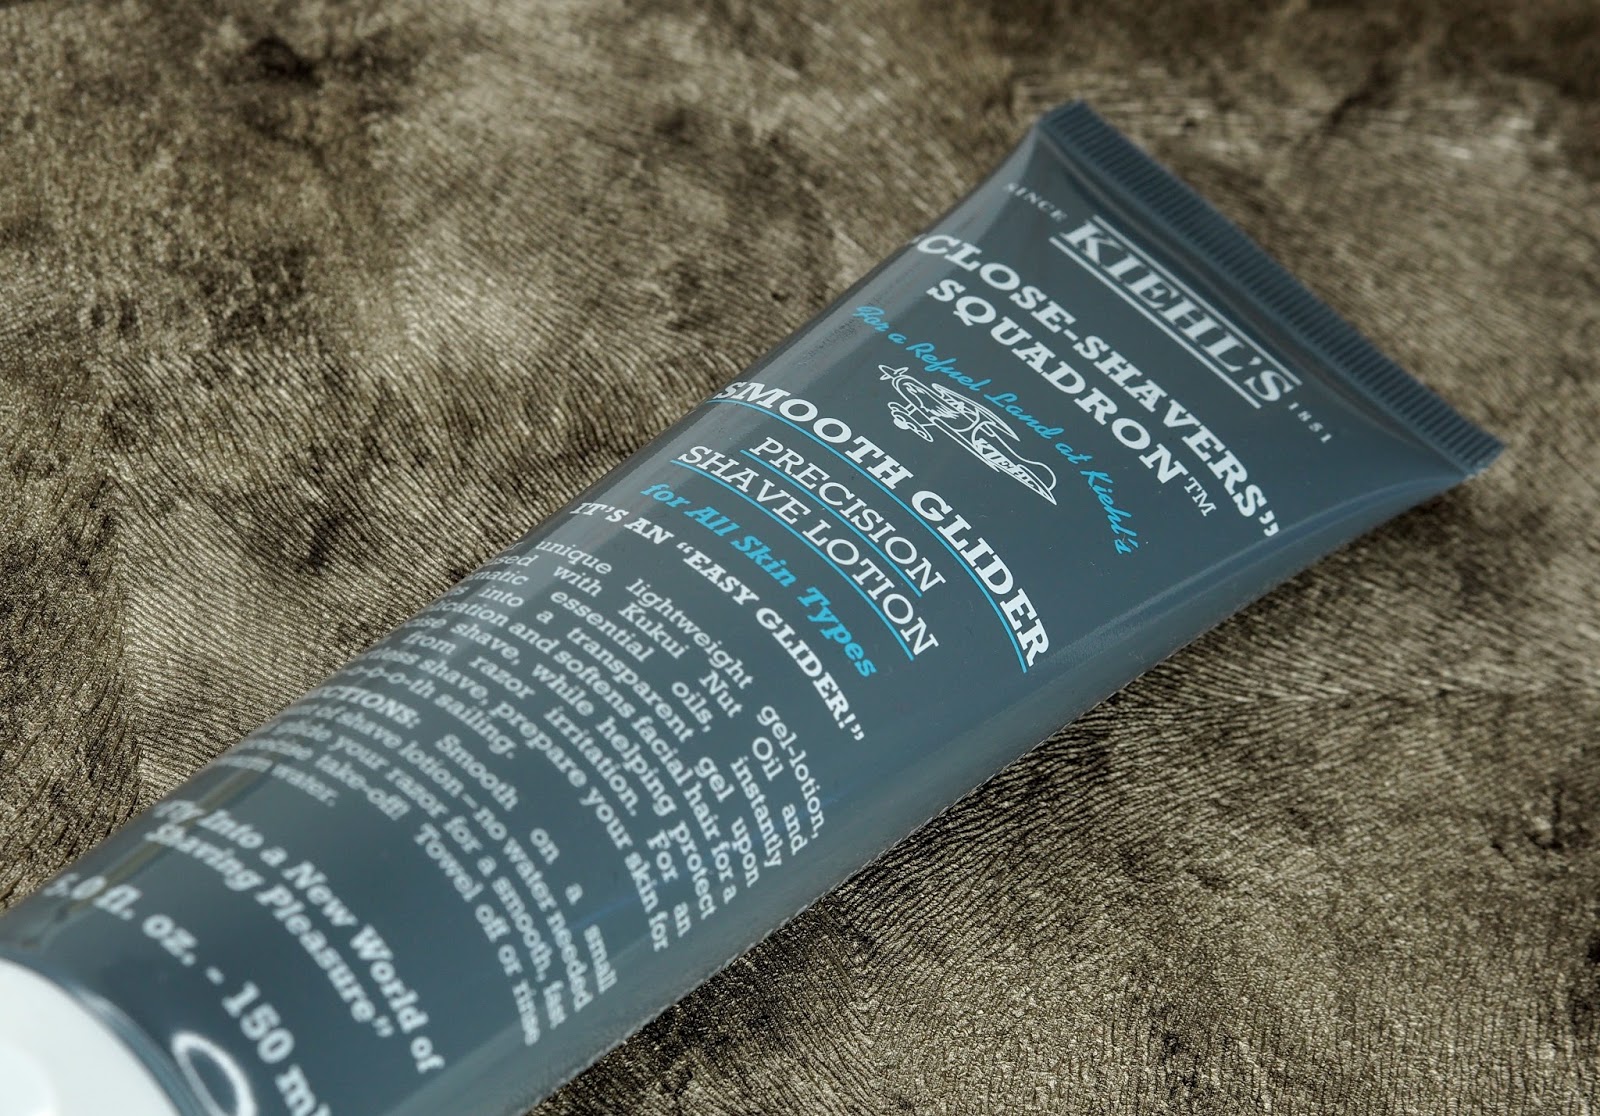 SINCE KIEHL'S 1851
"CLOSE-SHAVERS"
SQUADRON™
For a Refuel Land at Kiehl's
KIEHL'S
SMOOTH GLIDER
PRECISION
SHAVE LOTION
for All Skin Types
IT'S AN "EASY GLIDER!"
unique lightweight gel-lotion,
with Kukui Nut Oil and
essential oils, instantly
into a transparent gel upon
and softens facial hair for a
shave, while helping protect
from razor irritation. For an
shave, prepare your skin for
sailing.
Smooth on a small
shave lotion – no water needed
your razor for a smooth, fast
take-off! Towel off or rinse
water.
Into a New World of
Shaving Pleasure"
fl. oz. - 150 ml